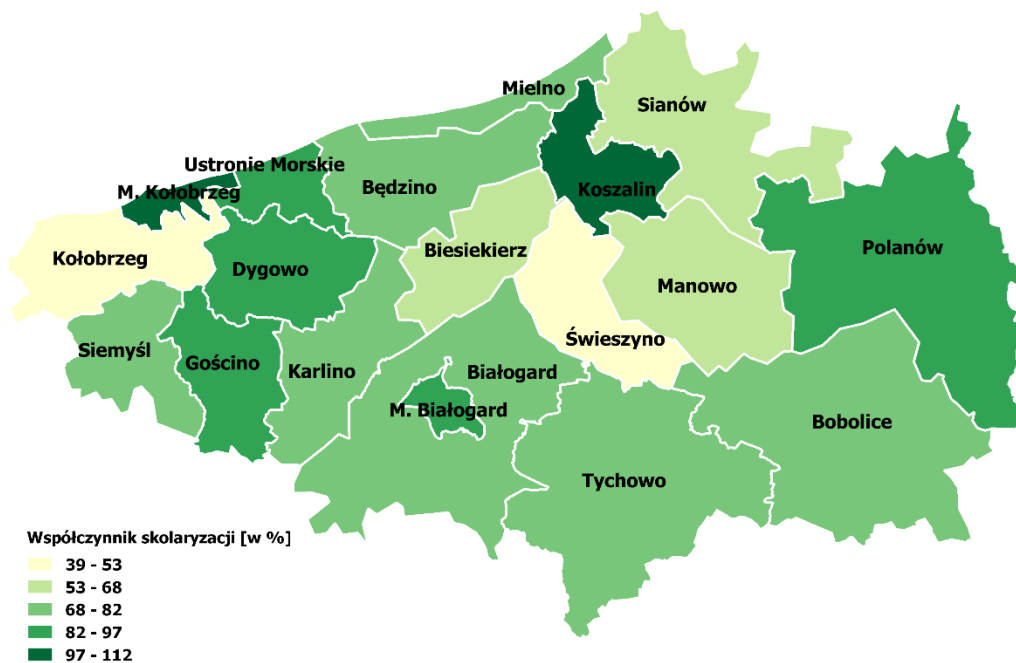 Mielno
Sianów
Ustronie Morskie
M. Kołobrzeg
Będzino
Koszalin
Kołobrzeg
Dygowo
Biesiekierz
Polanów
Manowo
Siemyśl
Gościno
Karlino
Świeszyno
Białogard
M. Białogard
Bobolice
Tychowo
Współczynnik skolaryzacji [w %]
39 - 53
53 - 68
68 - 82
82 - 97
97 - 112